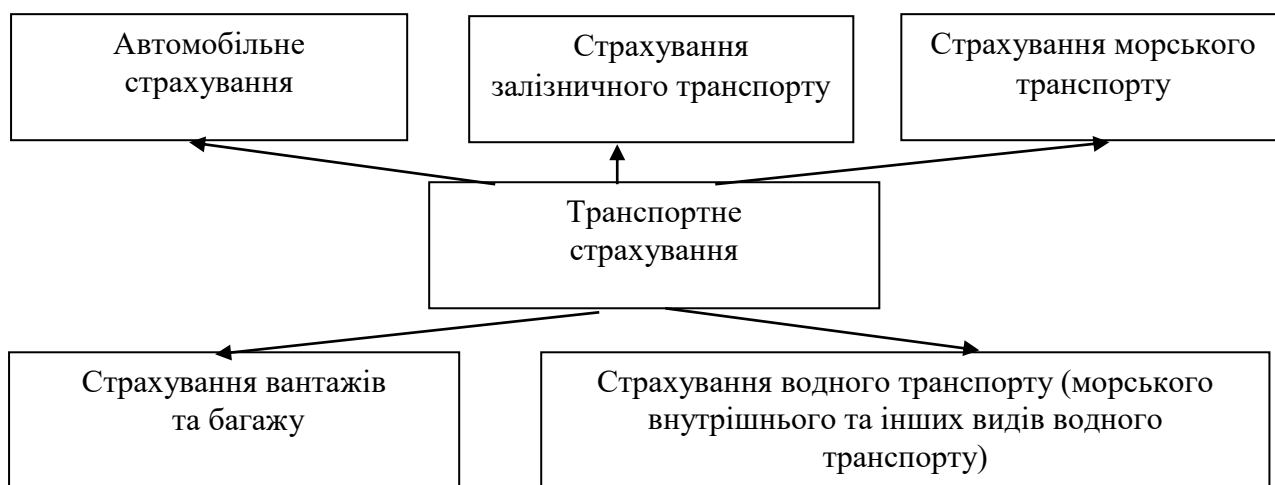 Автомобільне
страхування
Страхування
залізничного транспорту
Страхування морського
транспорту
Транспортне
страхування
Страхування вантажів
та багажу
Страхування водного транспорту (морського
внутрішнього та інших видів водного
транспорту)